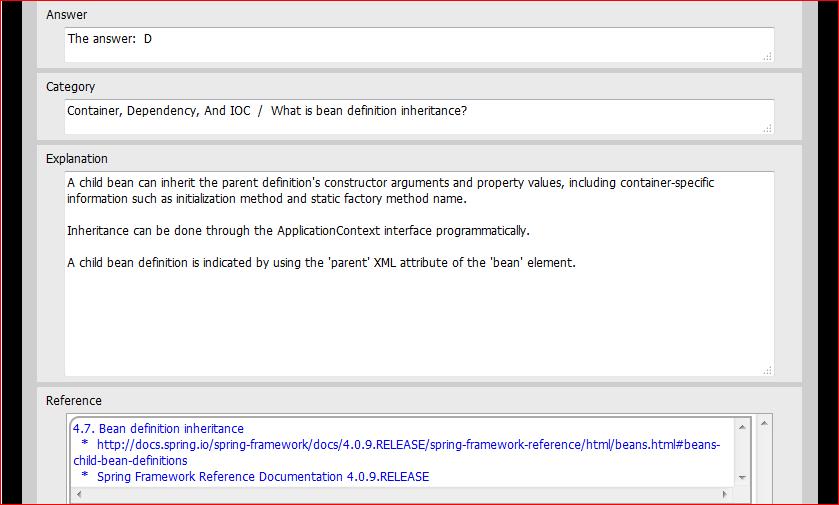 Answer
The answer:  D
Category
Container, Dependency, And IOC  /  What is bean definition inheritance?
Explanation
A child bean can inherit the parent definition's constructor arguments and property values, including container-specific
information such as initialization method and static factory method name.
Inheritance can be done through the ApplicationContext interface programmatically.
A child bean definition is indicated by using the 'parent' XML attribute of the 'bean' element.
Reference
4.7. Bean definition inheritance
*  http://docs.spring.io/spring-framework/docs/4.0.9.RELEASE/spring-framework-reference/html/beans.html#beans-
child-bean-definitions
*  Spring Framework Reference Documentation 4.0.9.RELEASE